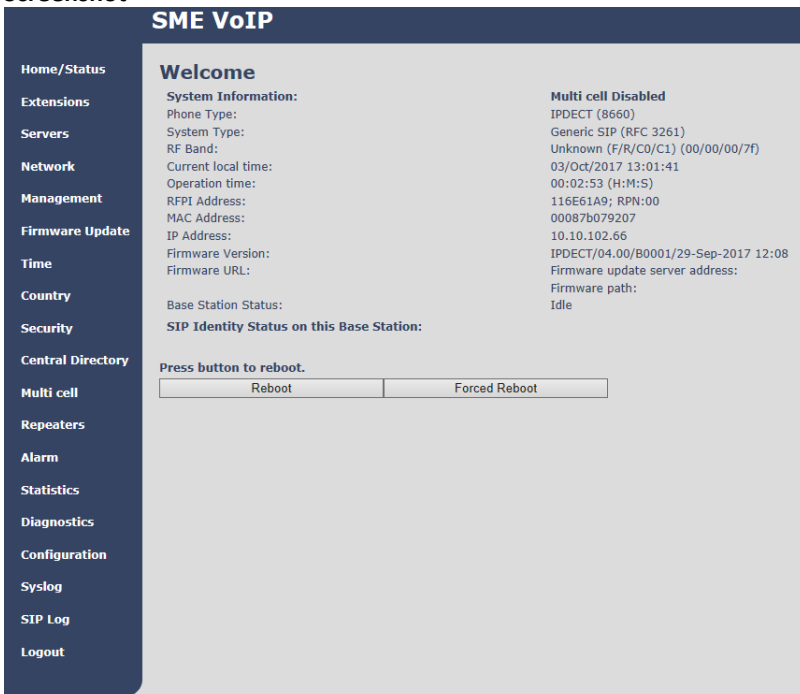 SME VoIP
Home/Status
Extensions
Servers
Network
Management
Firmware Update
Time
Country
Security
Central Directory
Multi cell
Repeaters
Alarm
Statistics
Diagnostics
Configuration
Syslog
SIP Log
Logout
Welcome
System Information: Multi cell Disabled
Phone Type: IPDECT (8660)
System Type: Generic SIP (RFC 3261)
RF Band: Unknown (F/R/C0/C1) (00/00/00/7f)
Current local time: 03/Oct/2017 13:01:41
Operation time: 00:02:53 (H:M:S)
RFPI Address: 116E61A9; RPN:00
MAC Address: 00087b079207
IP Address: 10.10.102.66
Firmware Version: IPDECT/04.00/B0001/29-Sep-2017 12:08
Firmware URL: Firmware update server address:
Firmware path:
Base Station Status: Idle
SIP Identity Status on this Base Station:
Press button to reboot.
Reboot Forced Reboot